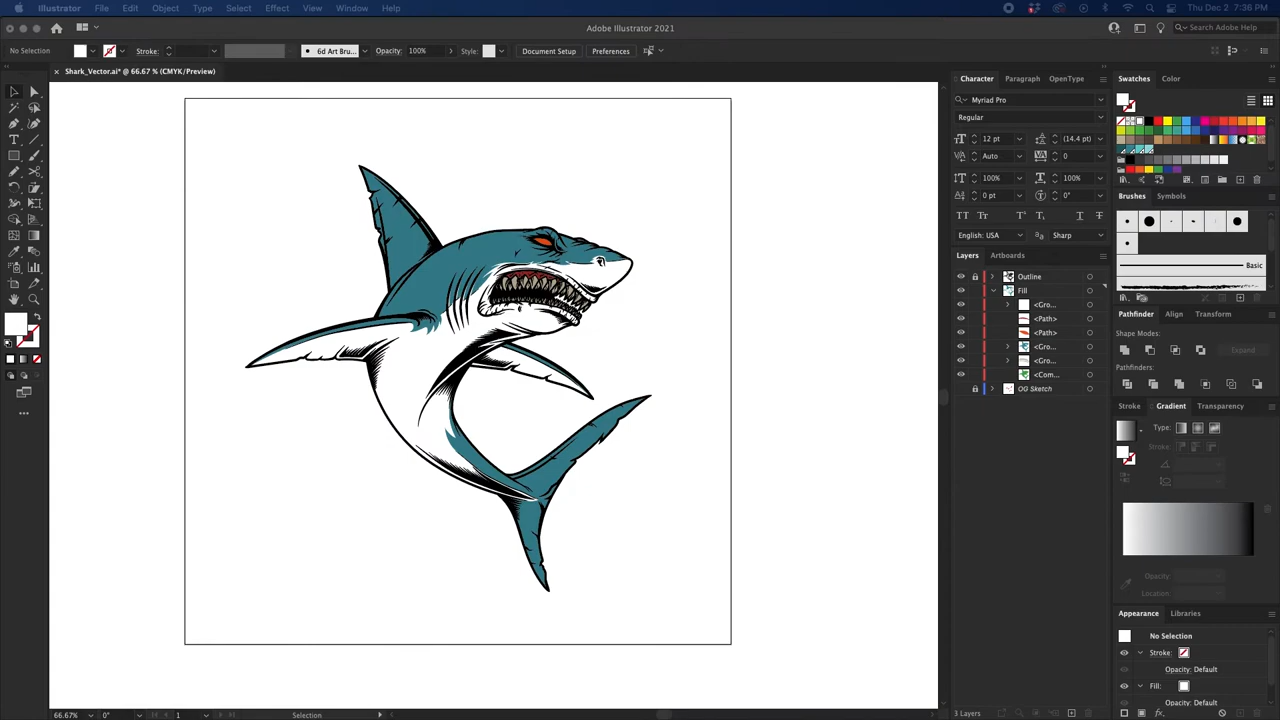 Illustrator File Edit Object Type Select Effect View Window Help Thu Dec 2 7:36 PM
Adobe Illustrator 2021 Search Adobe Help
No Selection Stroke: 6d Art Bru... Opacity: 100% Style: Document Setup Preferences
Shark_Vector.ai* @ 66.67 % (CMYK/Preview)
Character Paragraph OpenType
Myriad Pro
Regular
12 pt (14.4 pt)
Auto 0
100% 100%
0 pt 0°
English: USA Sharp
Layers Artboards
Outline
Fill
<Gro...
<Path>
<Path>
<Gro...
<Gro...
<Com...
OG Sketch
3 Layers
Swatches Color
Brushes Symbols
Basic
Pathfinder Align Transform
Shape Modes:
Expand
Pathfinders:
Stroke Gradient Transparency
Type:
Stroke:
Opacity:
Location:
Appearance Libraries
No Selection
Stroke:
Opacity: Default
Fill:
Opacity: Default
66.67% 0° 1 Selection